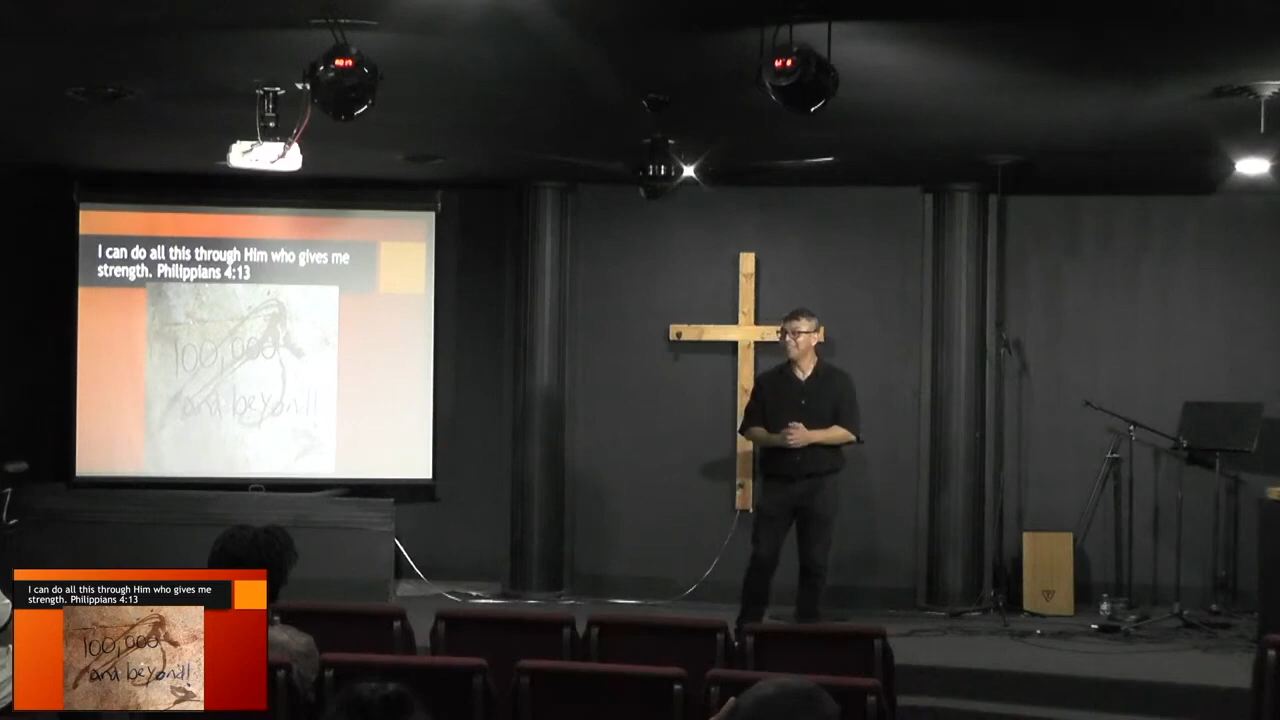 I can do all this through Him who gives me
strength. Philippians 4:13
100,000
and beyond!
I can do all this through Him who gives me
strength. Philippians 4:13
100,000
and beyond!